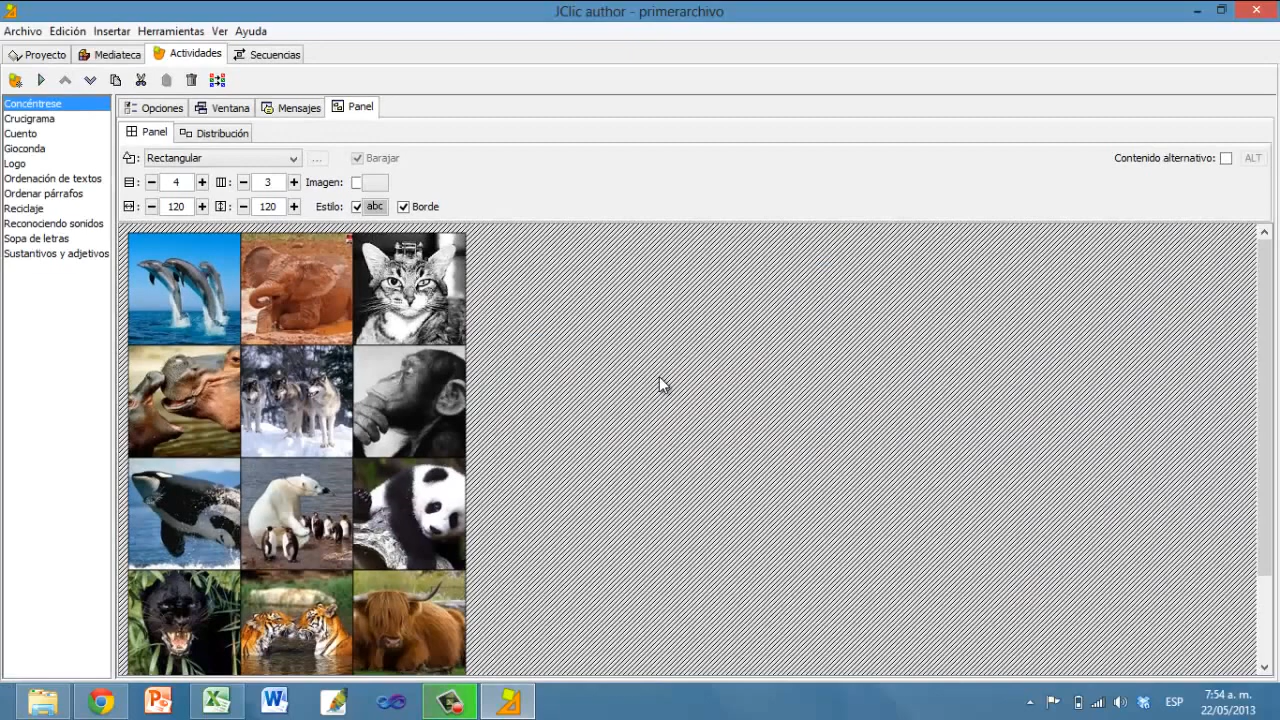 JClic author - primerarchivo
Archivo Edición Insertar Herramientas Ver Ayuda
Proyecto Mediateca Actividades Secuencias
Concéntrese
Crucigrama
Cuento
Gioconda
Logo
Ordenación de textos
Ordenar párrafos
Reciclaje
Reconociendo sonidos
Sopa de letras
Sustantivos y adjetivos
Opciones Ventana Mensajes Panel
Panel Distribución
Rectangular ... Barajar Contenido alternativo: ALT
4 3 Imagen:
120 120 Estilo: abc Borde
ESP
7:54 a. m.
22/05/2013